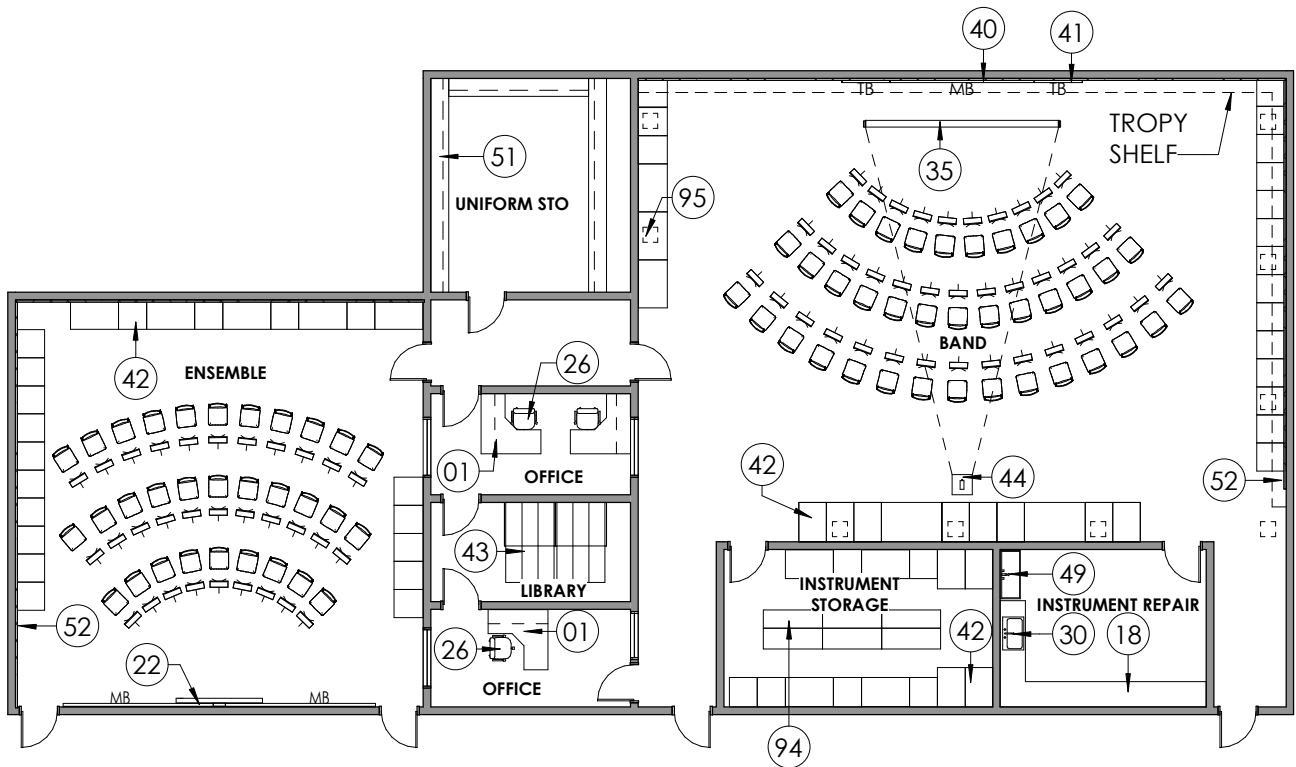 40
41
TB
MB
TB
TROPY
SHELF
51
35
UNIFORM STO
95
BAND
42
ENSEMBLE
26
01
OFFICE
42
44
52
43
LIBRARY
INSTRUMENT
STORAGE
49
INSTRUMENT REPAIR
52
01
94
42
30
18
26
OFFICE
22
MB
MB